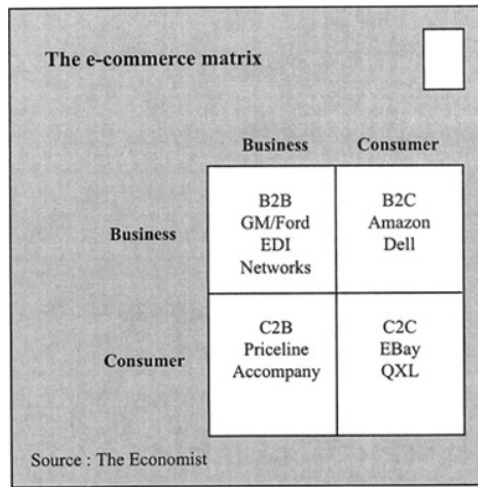 The e-commerce matrix
Business Consumer
Business
B2B
GM/Ford
EDI
Networks
B2C
Amazon
Dell
Consumer
C2B
Priceline
Accompany
C2C
EBay
QXL
Source : The Economist